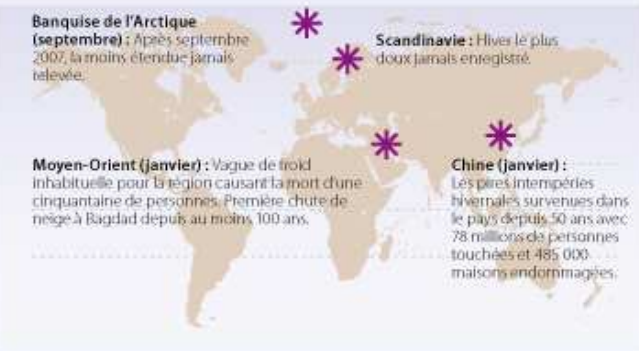 Banquise de l'Arctique
(septembre) : Après septembre
2007, la moins étendue jamais
relevée.
Scandinavie : Hiver le plus
doux jamais enregistré.
Moyen-Orient (janvier) : Vague de froid
inhabituelle pour la région causant la mort d'une
cinquantaine de personnes. Première chute de
neige à Bagdad depuis au moins 100 ans.
Chine (janvier) :
Les pires intempéries
hivernales survenues dans
le pays depuis 50 ans avec
78 millions de personnes
touchées et 485 000
maisons endommagées.